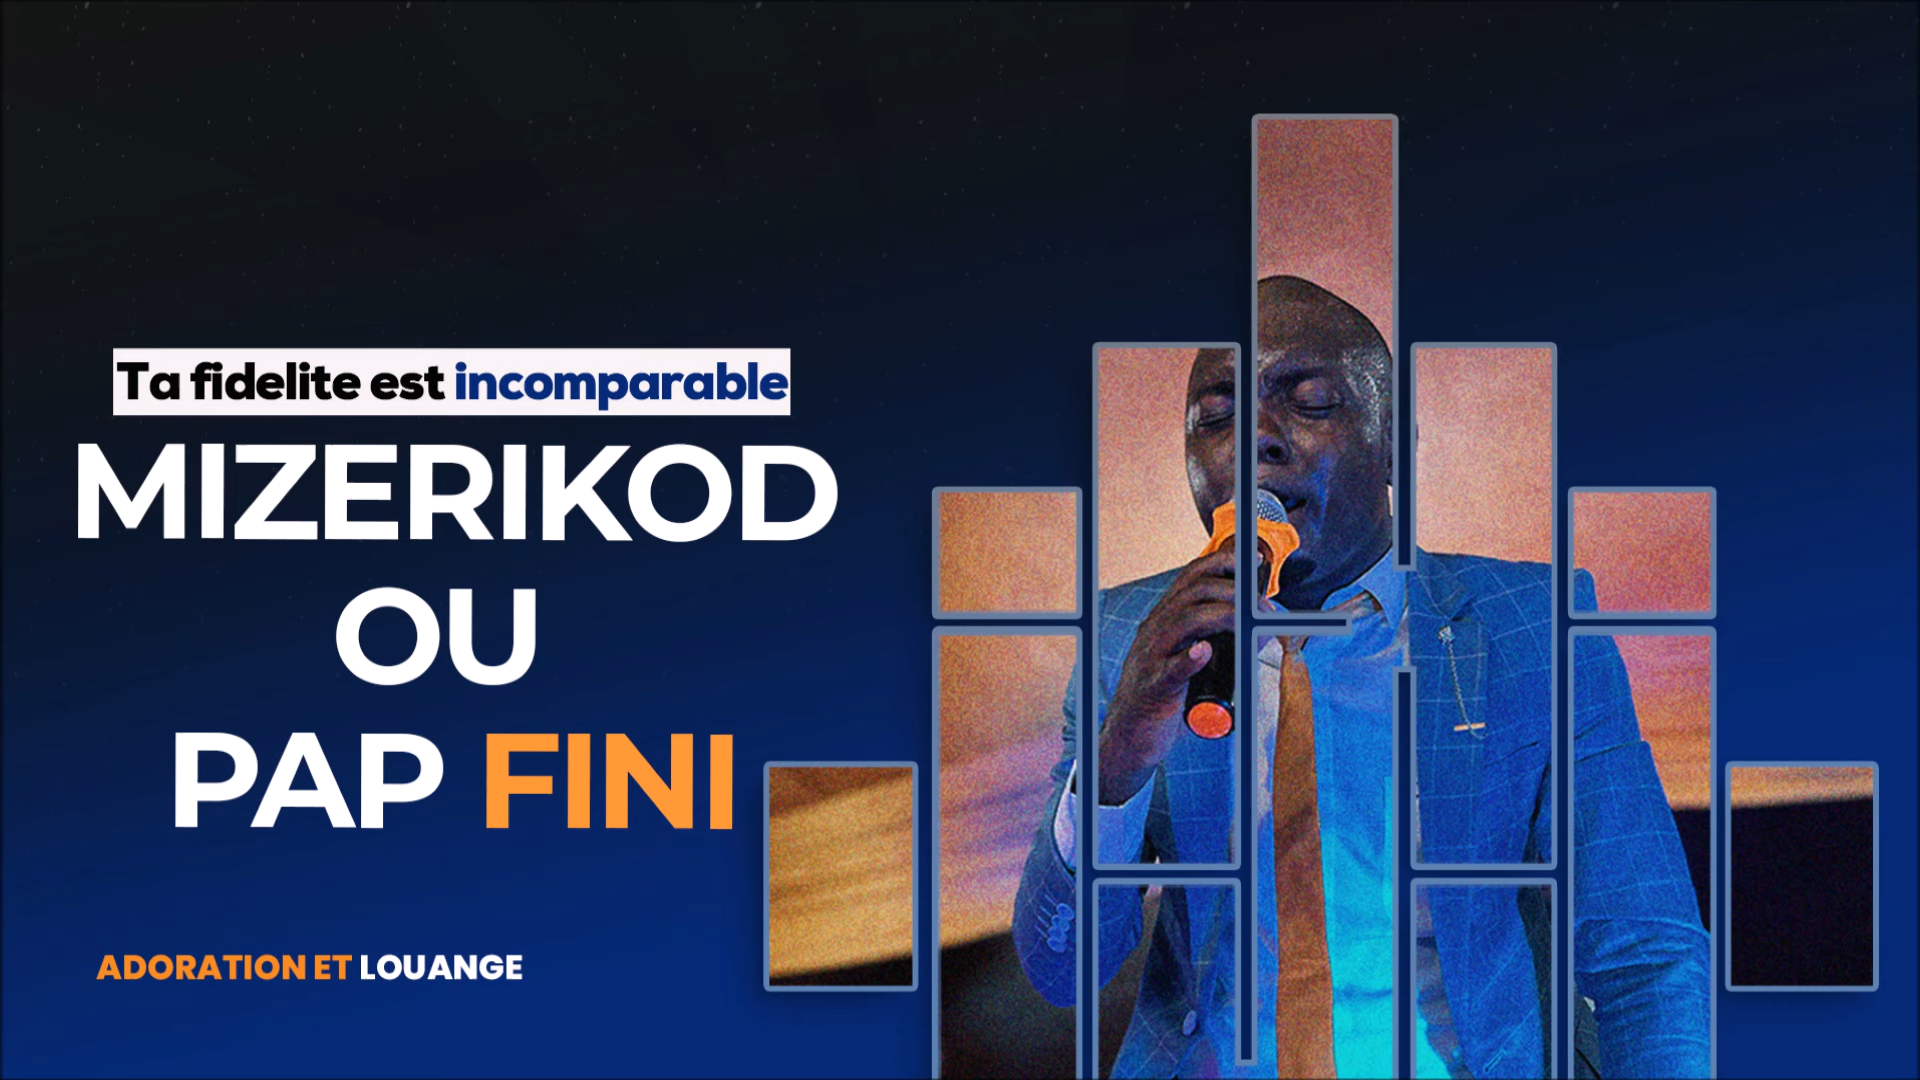 Ta fidelite est incomparable
MIZERIKOD
OU
PAP FINI
ADORATION ET LOUANGE